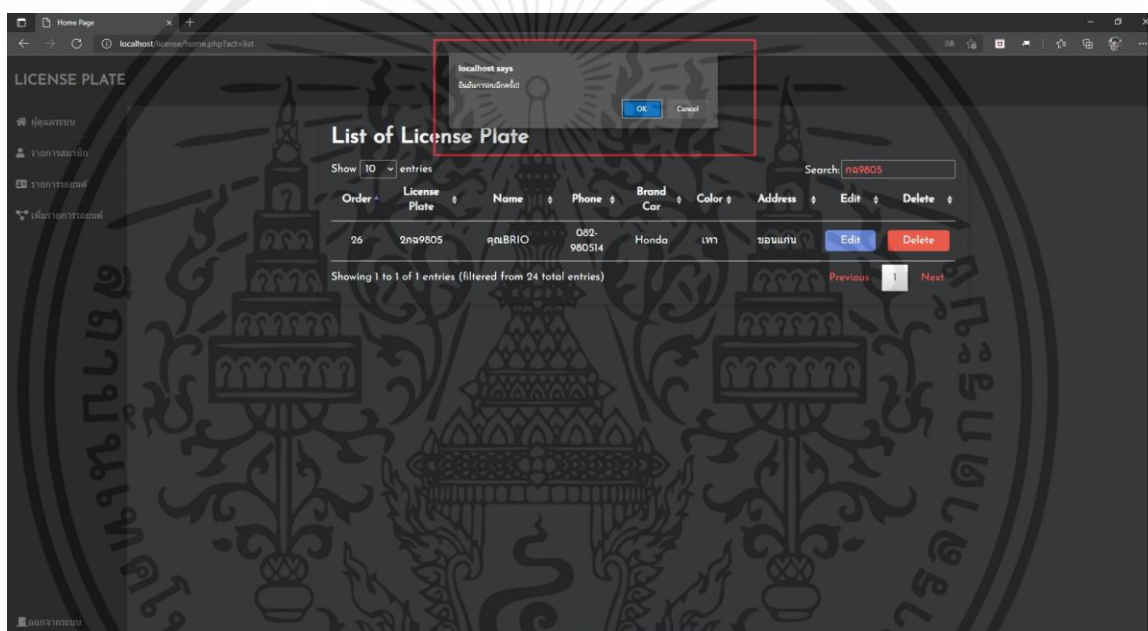 Home Page
localhost/license/home.php?act=list
LICENSE PLATE
localhost says
ยืนยันการลบอีกครั้ง!!
OK Cancel
ผู้ดูแลระบบ
รายการสมาชิก
รายการรถยนต์
เพิ่มรายการรถยนต์
List of License Plate
Show 10 entries
Search: กฉ9805
Order License Plate Name Phone Brand Car Color Address Edit Delete
26 2กฉ9805 คุณBRIO 082-980514 Honda เทา ขอนแก่น Edit Delete
Showing 1 to 1 of 1 entries (filtered from 24 total entries)
Previous 1 Next
ออกจากระบบ